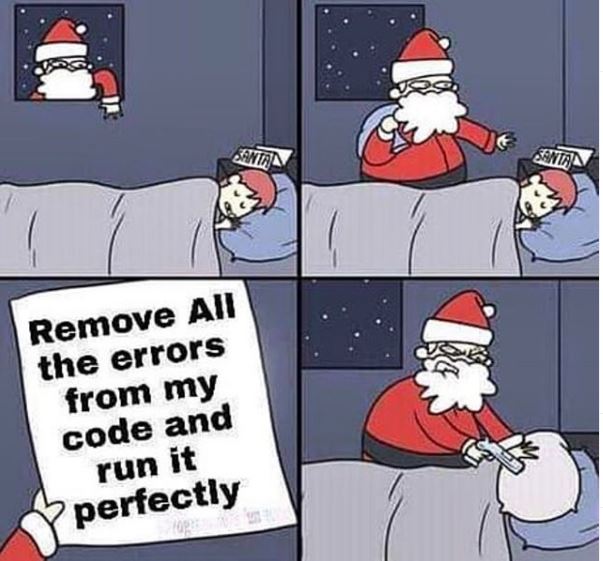 SANTA
SANTA
Remove All
the errors
from my
code and
run it
perfectly